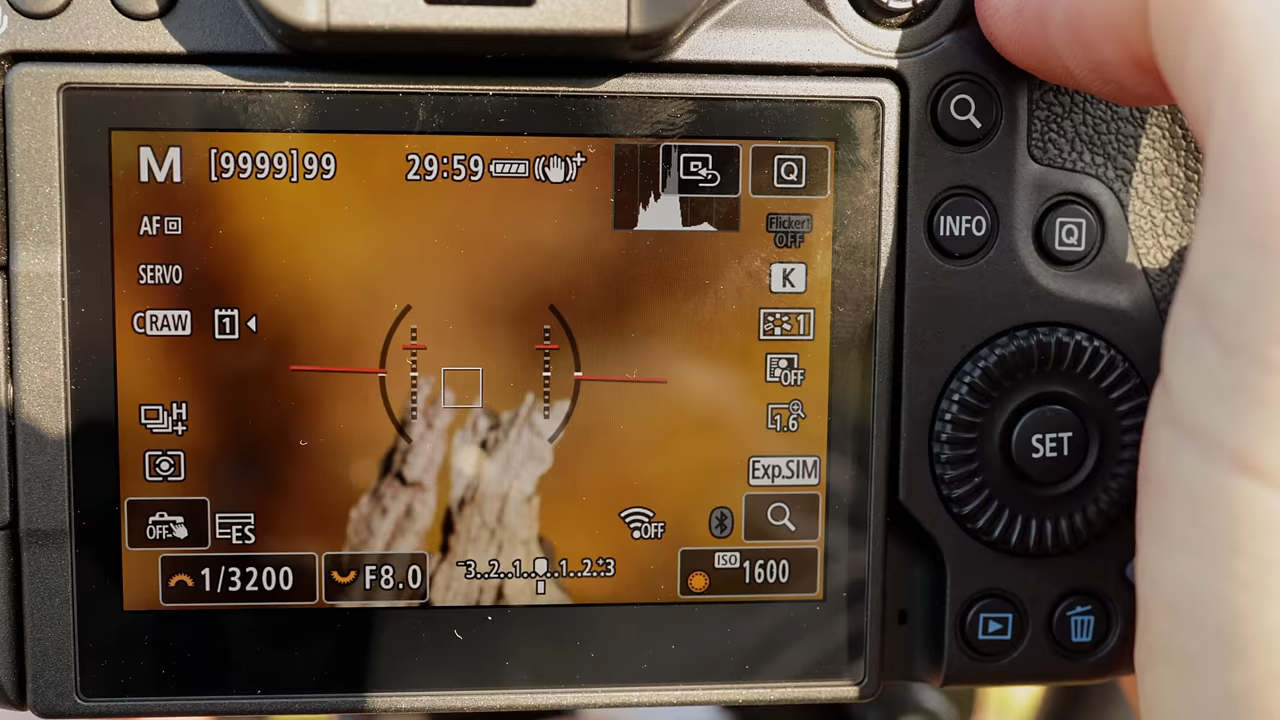 M [9999]99 29:59 Q
AF
Flicker!
OFF
SERVO
K
CRAW 1
1
OFF
H
1.6
Exp.SIM
OFF ES
OFF
1/3200 F8.0 -3..2..1..0..1..2.:3 ISO 1600
INFO
Q
SET